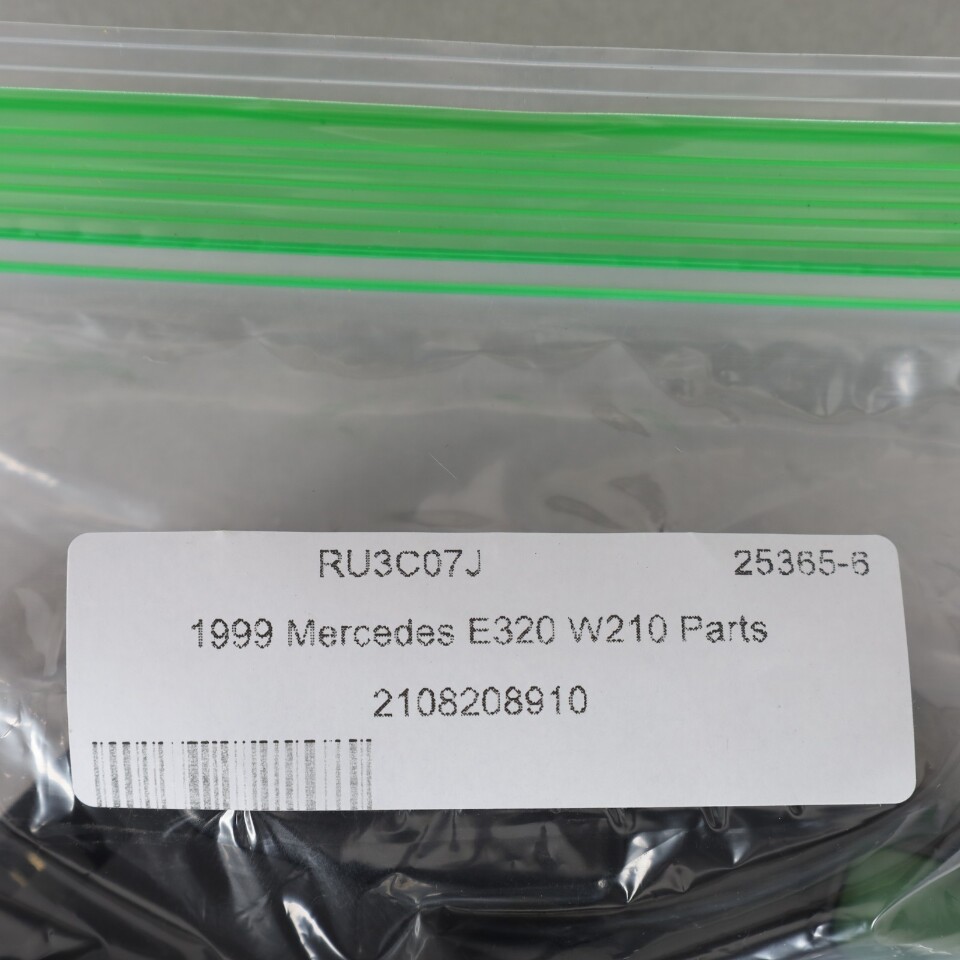 RU3C07J 25365-6
1999 Mercedes E320 W210 Parts
2108208910